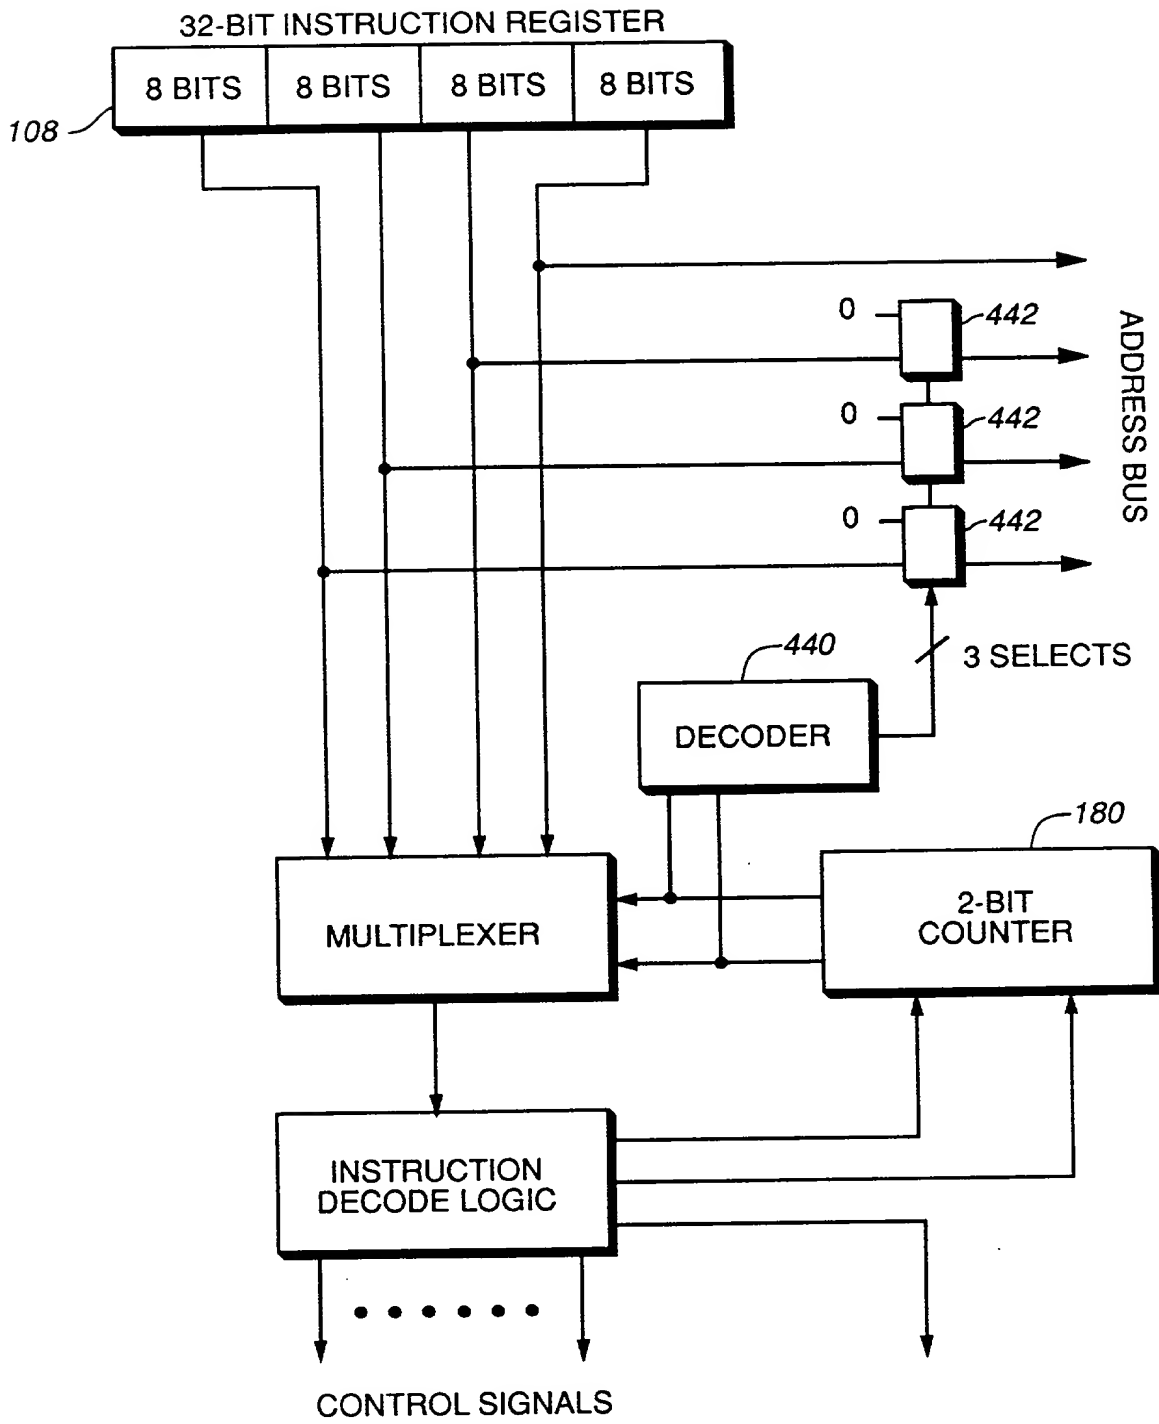 32-BIT INSTRUCTION REGISTER
8 BITS 8 BITS 8 BITS 8 BITS
108
0 442
0 442
0 442
ADDRESS BUS
3 SELECTS
440
DECODER
180
2-BIT
COUNTER
MULTIPLEXER
INSTRUCTION
DECODE LOGIC
CONTROL SIGNALS